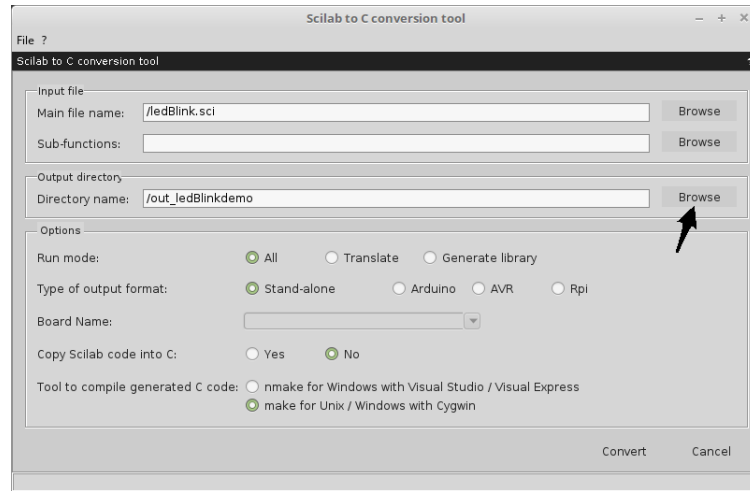 Scilab to C conversion tool
File ?
Scilab to C conversion tool
Input file
Main file name: /ledBlink.sci Browse
Sub-functions: Browse
Output directory
Directory name: /out_ledBlinkdemo Browse
Options
Run mode: All Translate Generate library
Type of output format: Stand-alone Arduino AVR Rpi
Board Name:
Copy Scilab code into C: Yes No
Tool to compile generated C code: nmake for Windows with Visual Studio / Visual Express
make for Unix / Windows with Cygwin
Convert Cancel